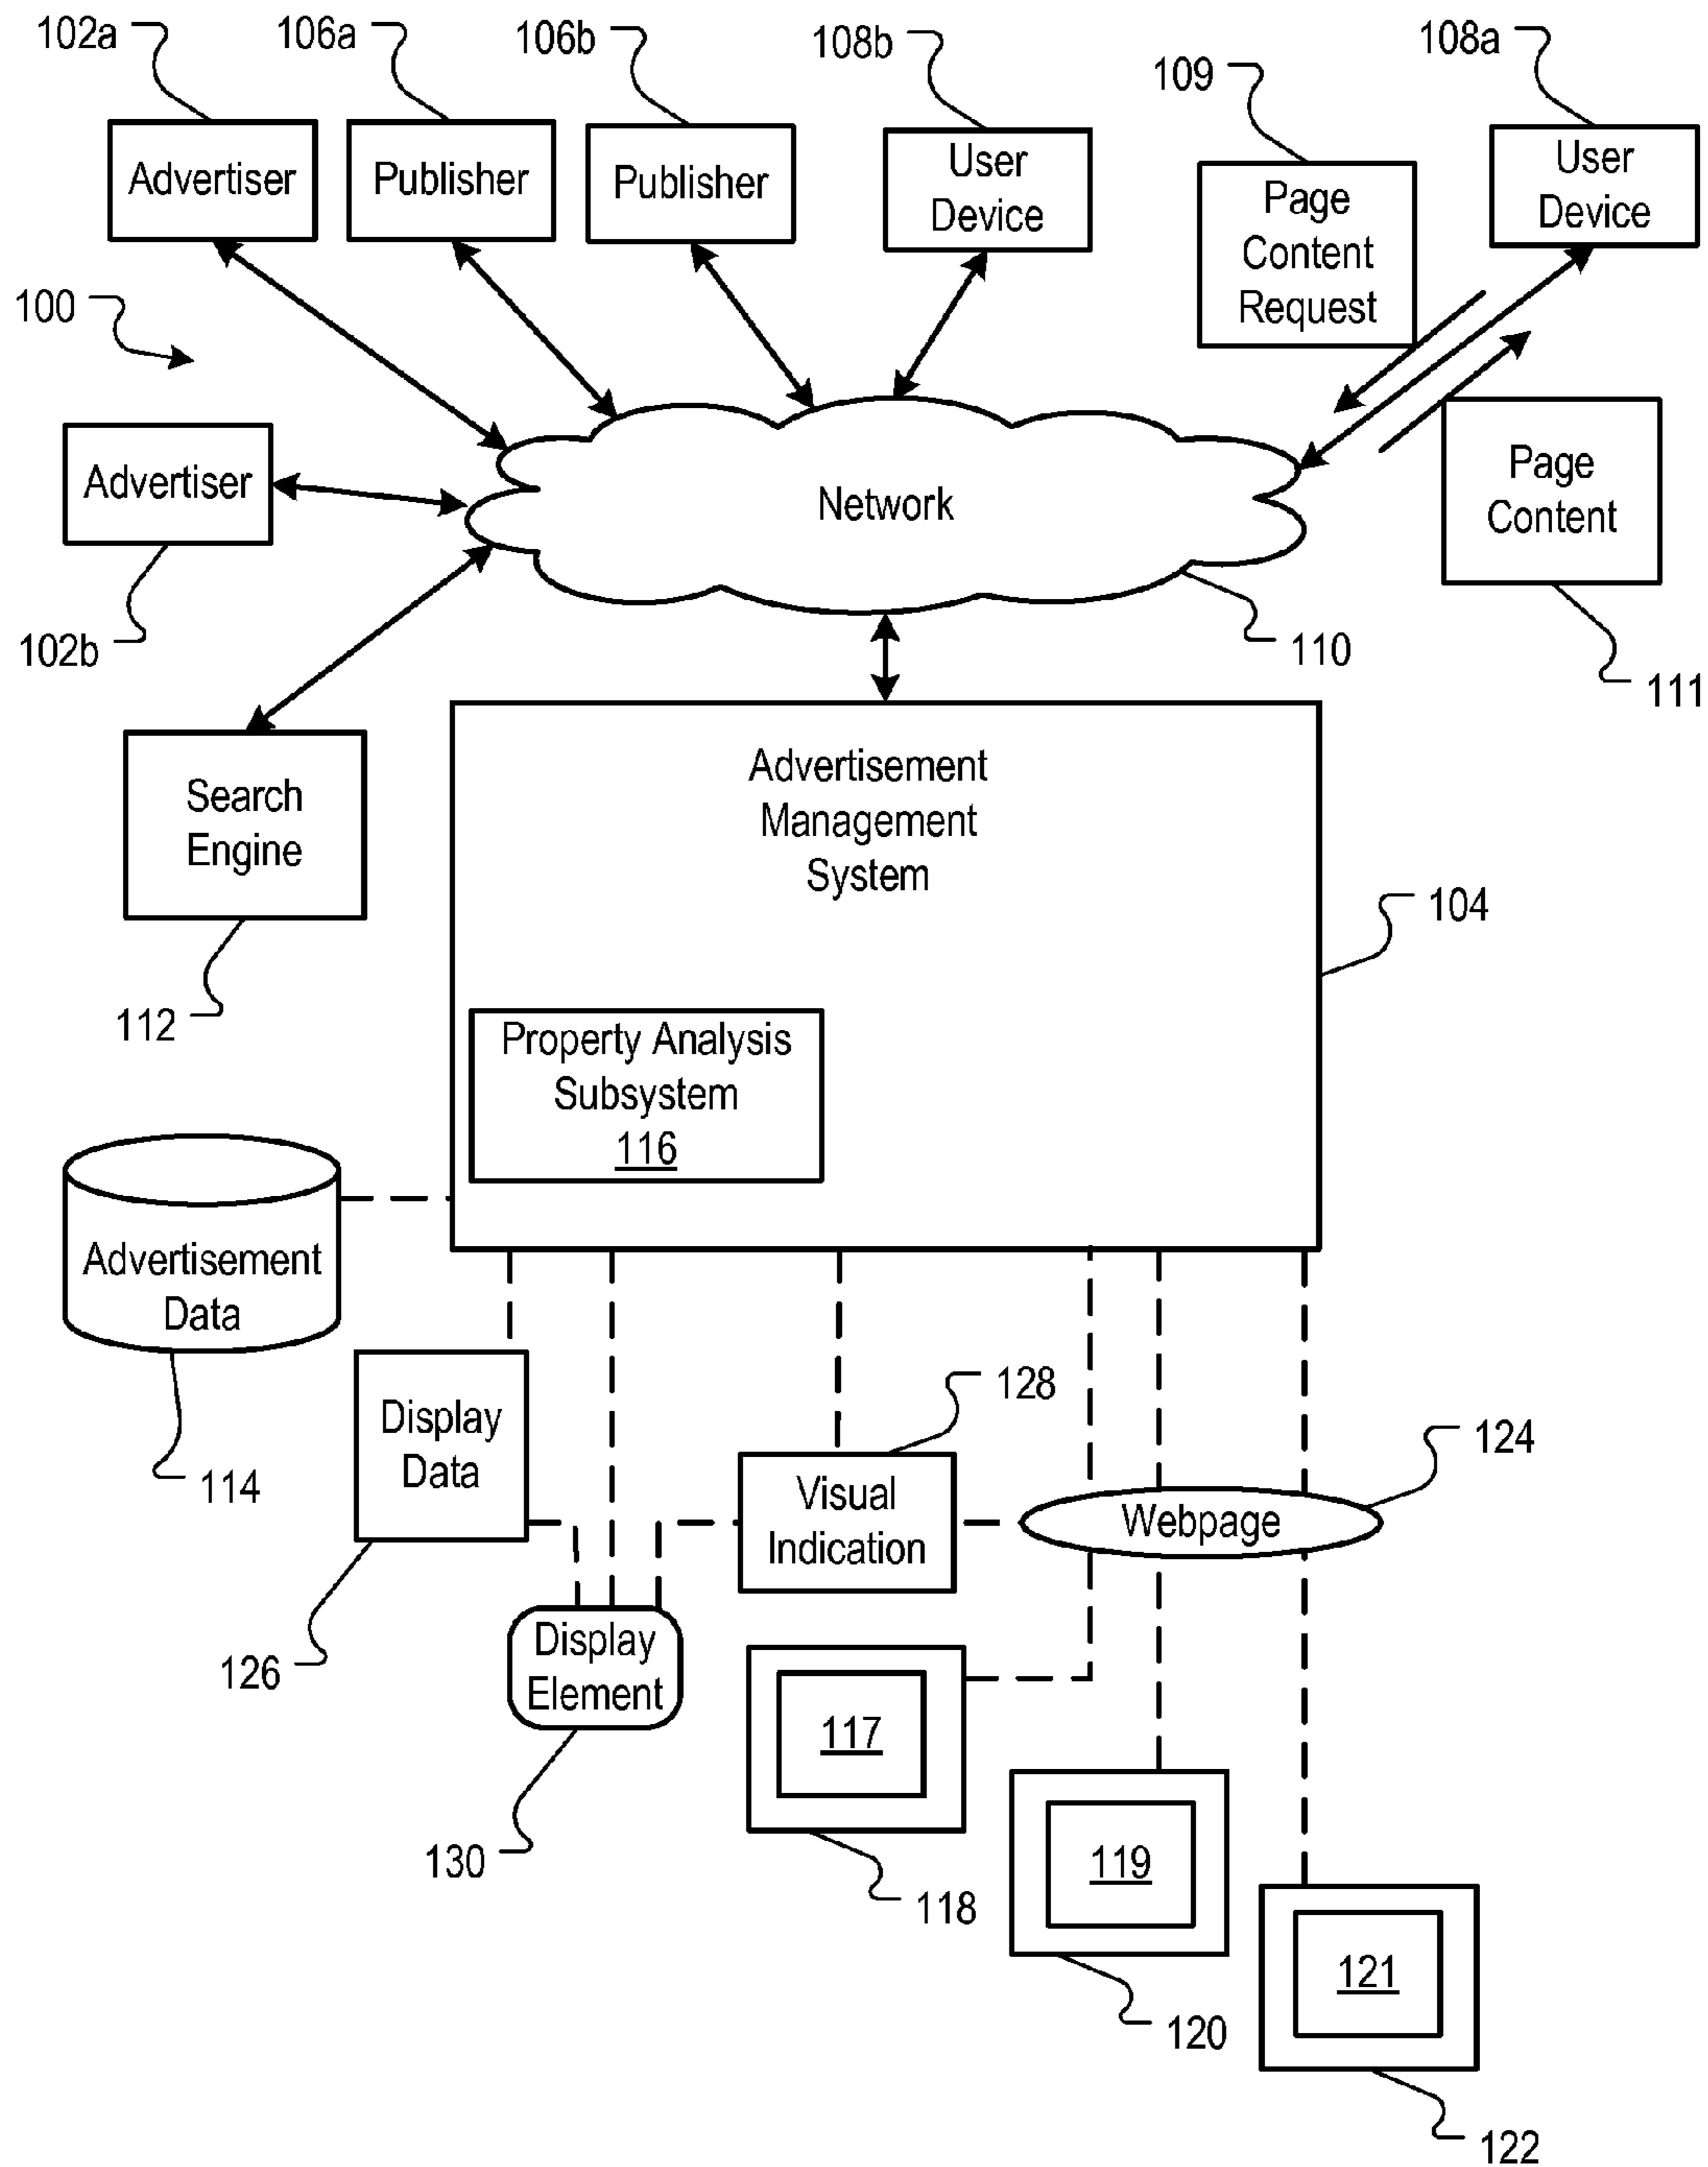 102a
106a
106b
108b
109
108a
Advertiser
Publisher
Publisher
User
Device
Page
Content
Request
User
Device
100
Advertiser
Network
Page
Content
102b
110
111
Search
Engine
Advertisement
Management
System
104
112
Property Analysis
Subsystem
116
Advertisement
Data
114
Display
Data
128
Visual
Indication
124
Webpage
126
Display
Element
130
117
118
119
120
121
122